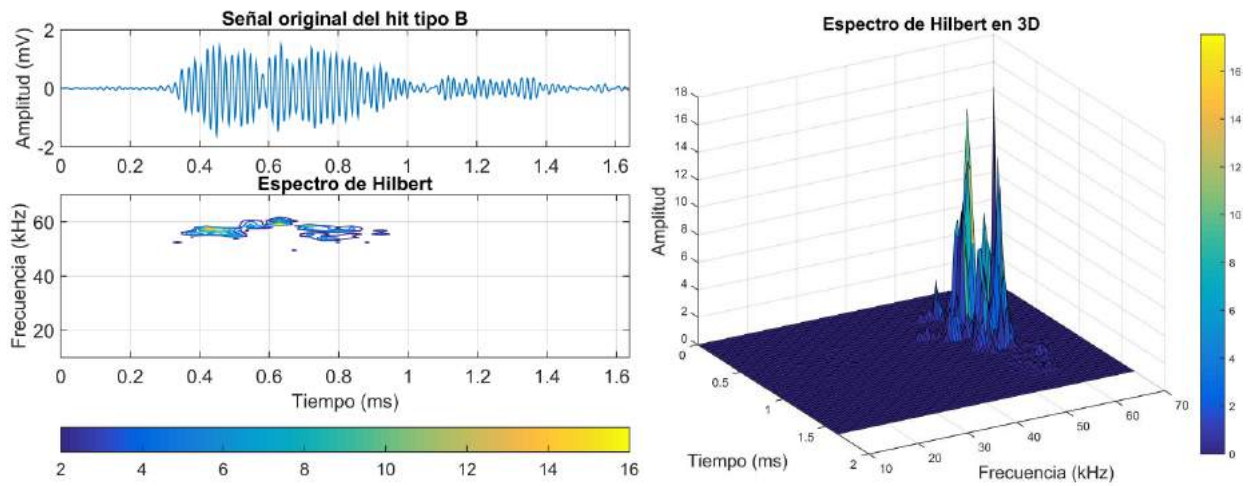 Señal original del hit tipo B
2
0
-2
Amplitud (mV)
0 0.2 0.4 0.6 0.8 1 1.2 1.4 1.6
Espectro de Hilbert
60
40
20
Frecuencia (kHz)
0 0.2 0.4 0.6 0.8 1 1.2 1.4 1.6
Tiempo (ms)
2 4 6 8 10 12 14 16
Espectro de Hilbert en 3D
18
16
14
12
10
8
6
4
2
0
Amplitud
0
0.5
1
1.5
2
Tiempo (ms)
10 20 30 40 50 60 70
Frecuencia (kHz)
16
14
12
10
8
6
4
2
0